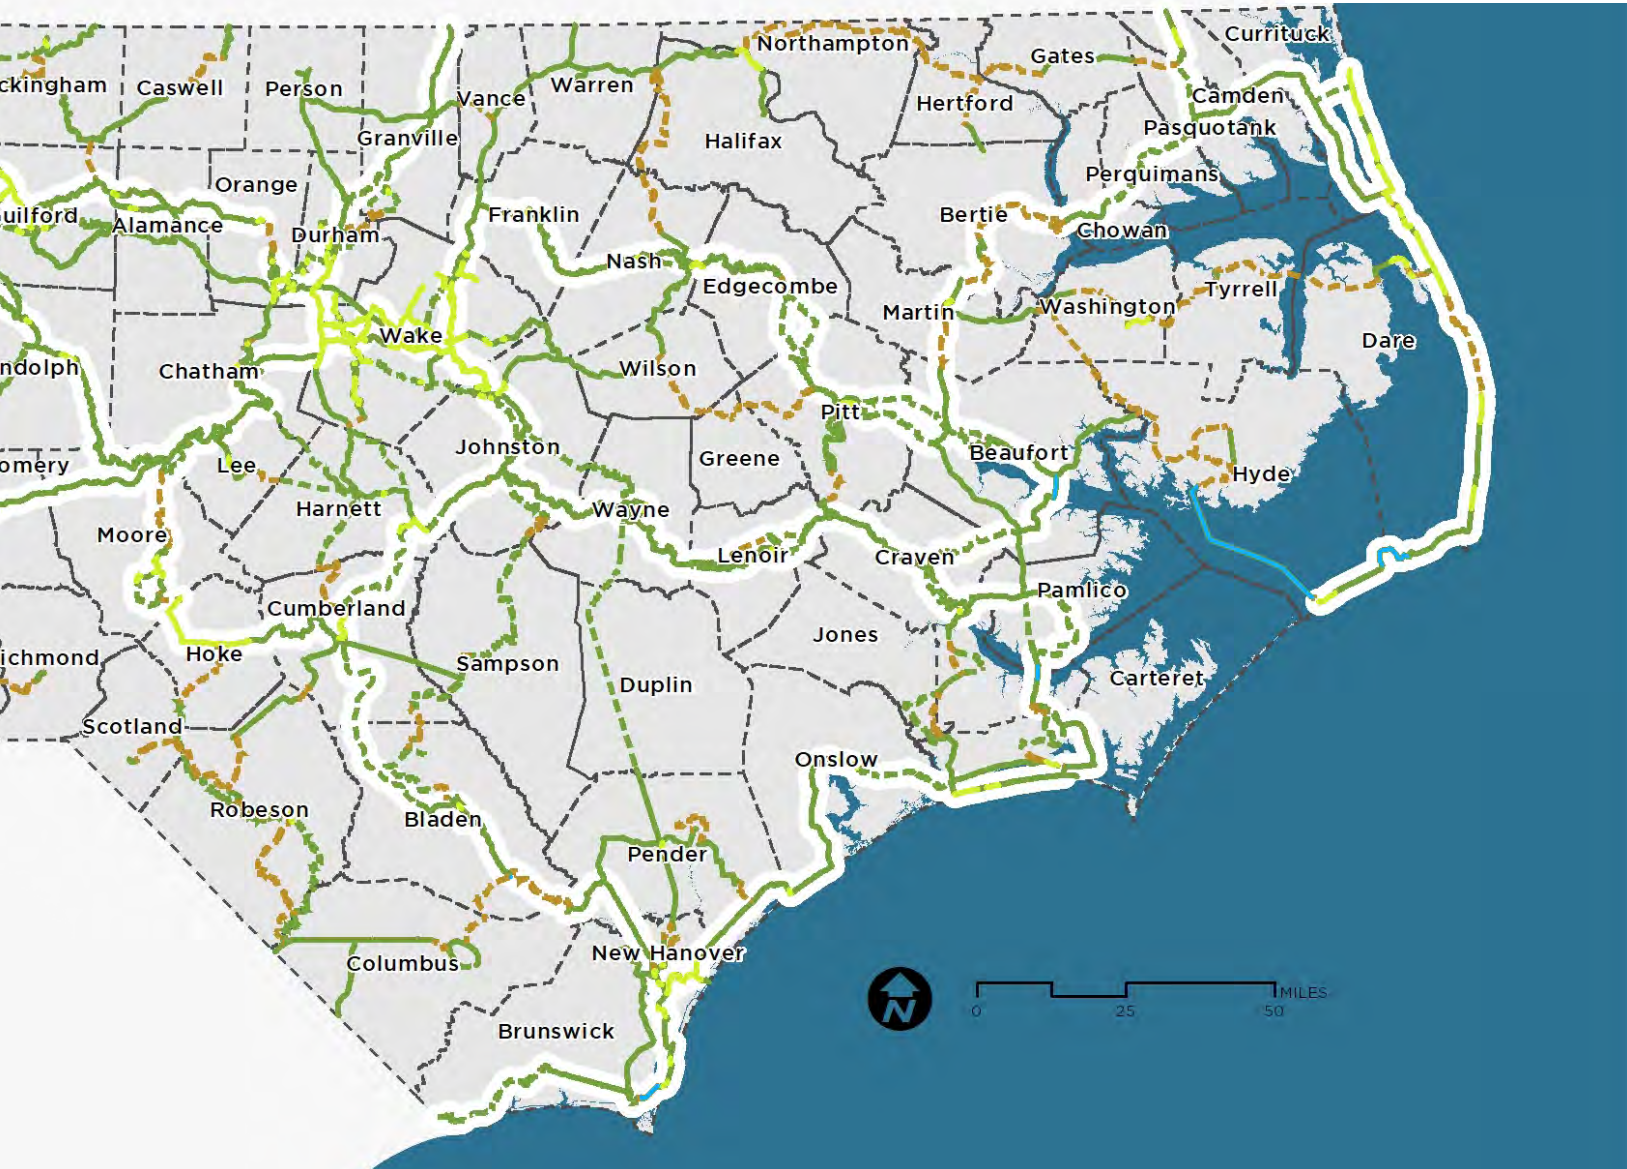 Currituck
Northampton
Gates
ckingham
Caswell
Person
Vance
Warren
Hertford
Camden
Granville
Halifax
Pasquotank
Perquimans
Orange
uilford
Alamance
Durham
Franklin
Bertie
Chowan
Nash
Edgecombe
Martin
Washington
Tyrrell
Wake
Dare
ndolph
Chatham
Wilson
Pitt
Johnston
Greene
Beaufort
omery
Lee
Hyde
Harnett
Wayne
Moore
Lenoir
Craven
Cumberland
Pamlico
Jones
ichmond
Hoke
Sampson
Duplin
Carteret
Scotland
Onslow
Robeson
Bladen
Pender
New Hanover
Columbus
Brunswick
N
MILES
0 25 50